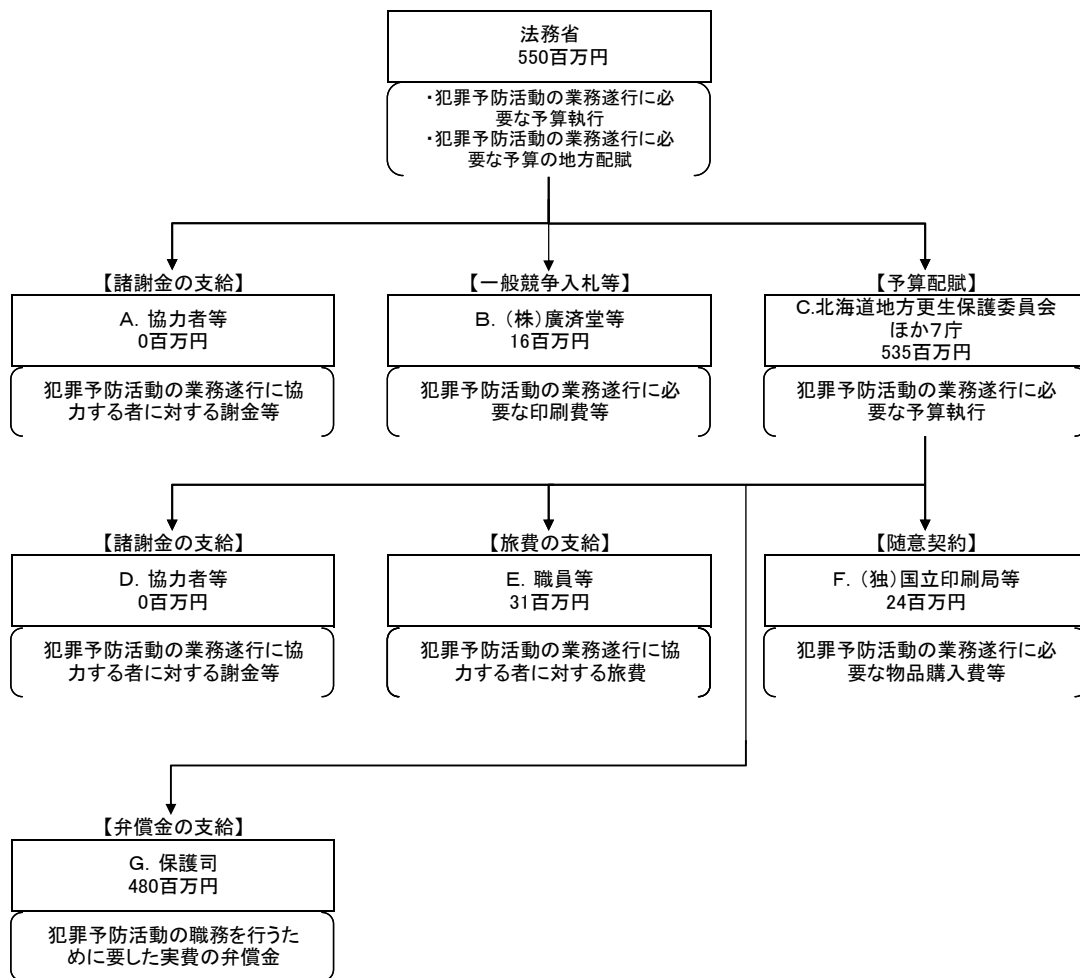 法務省
550百万円
・犯罪予防活動の業務遂行に必
要な予算執行
・犯罪予防活動の業務遂行に必
要な予算の地方配賦
【諸謝金の支給】
A. 協力者等
0百万円
犯罪予防活動の業務遂行に協
力する者に対する謝金等
【一般競争入札等】
B. (株)廣済堂等
16百万円
犯罪予防活動の業務遂行に必
要な印刷費等
【予算配賦】
C.北海道地方更生保護委員会
ほか7庁
535百万円
犯罪予防活動の業務遂行に必
要な予算執行
【諸謝金の支給】
D. 協力者等
0百万円
犯罪予防活動の業務遂行に協
力する者に対する謝金等
【旅費の支給】
E. 職員等
31百万円
犯罪予防活動の業務遂行に協
力する者に対する旅費
【随意契約】
F. (独)国立印刷局等
24百万円
犯罪予防活動の業務遂行に必
要な物品購入費等
【弁償金の支給】
G. 保護司
480百万円
犯罪予防活動の職務を行うた
めに要した実費の弁償金